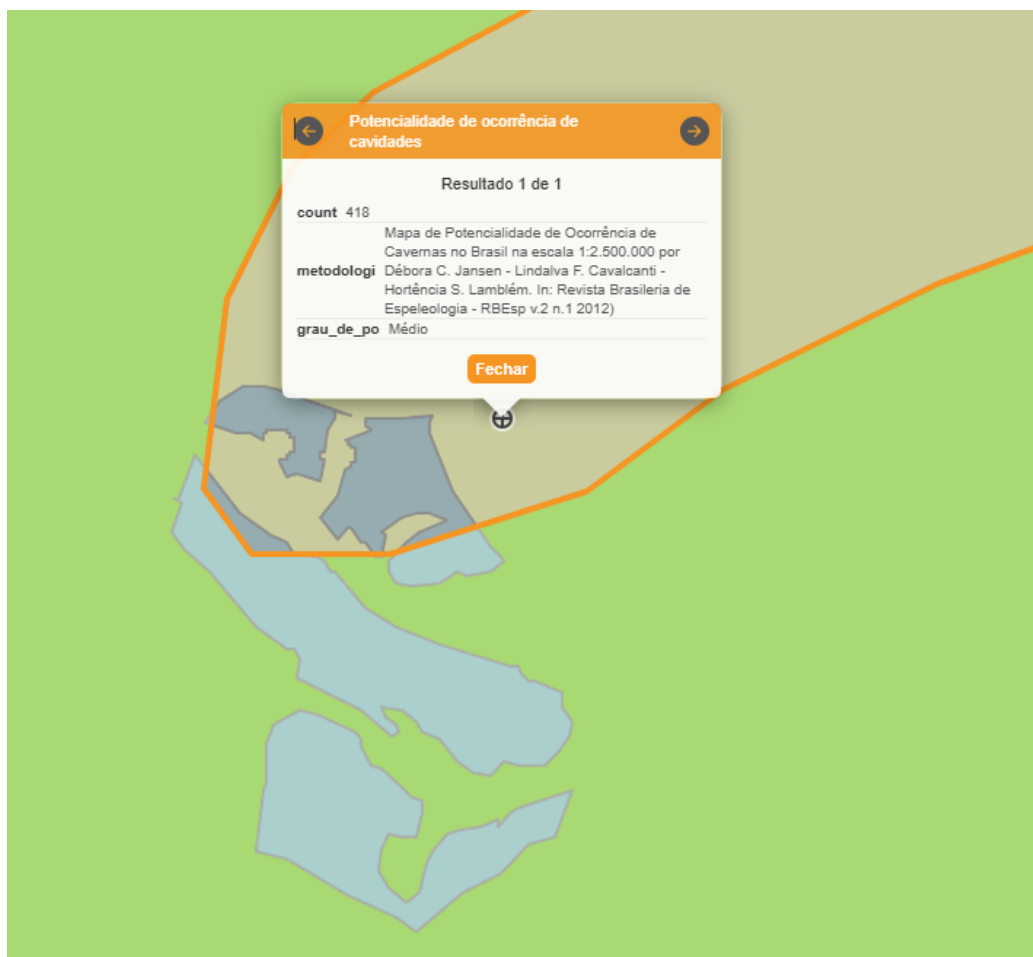 Potencialidade de ocorrência de
cavidades
Resultado 1 de 1
count 418
Mapa de Potencialidade de Ocorrência de
Cavernas no Brasil na escala 1:2.500.000 por
metodologi Débora C. Jansen - Lindalva F. Cavalcanti -
Hortência S. Lamblém. In: Revista Brasileria de
Espeleologia - RBEsp v.2 n.1 2012)
grau_de_po Médio
Fechar